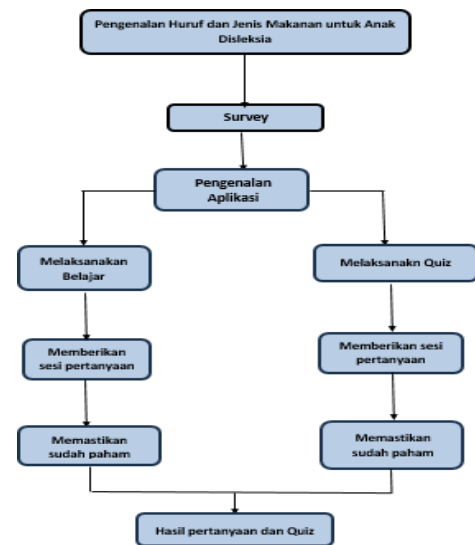 Pengenalan Huruf dan Jenis Makanan untuk Anak
Disleksia
Survey
Pengenalan
Aplikasi
Melaksanakan
Belajar
Melaksanakn Quiz
Memberikan
sesi pertanyaan
Memberikan sesi
pertanyaan
Memastikan
sudah paham
Memastikan
sudah paham
Hasil pertanyaan dan Quiz